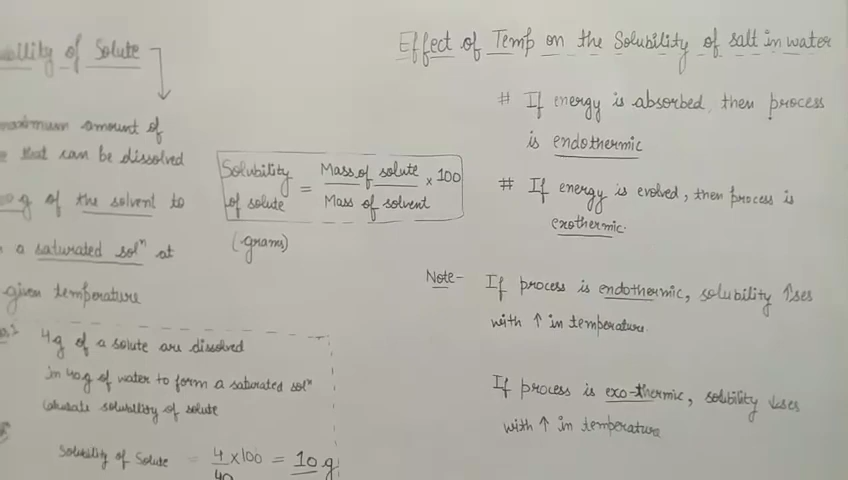 of Solute
maximum amount of
that can be dissolved
g of the solvent to
a saturated solⁿ at
given temperature
Solubility of solute = Mass of solute / Mass of solvent × 100
(grams)
4g of a solute are dissolved
in 40g of water to form a saturated solⁿ
solubility of solute
Solubility of Solute = 4/40 × 100 = 10 g
Effect of Temp on the Solubility of salt in water
# If energy is absorbed, then process
is endothermic
# If energy is evolved, then process is
exothermic.
Note- If process is endothermic, solubility ↑ses
with ↑ in temperature.
If process is exo-thermic, solubility ↓ses
with ↑ in temperature